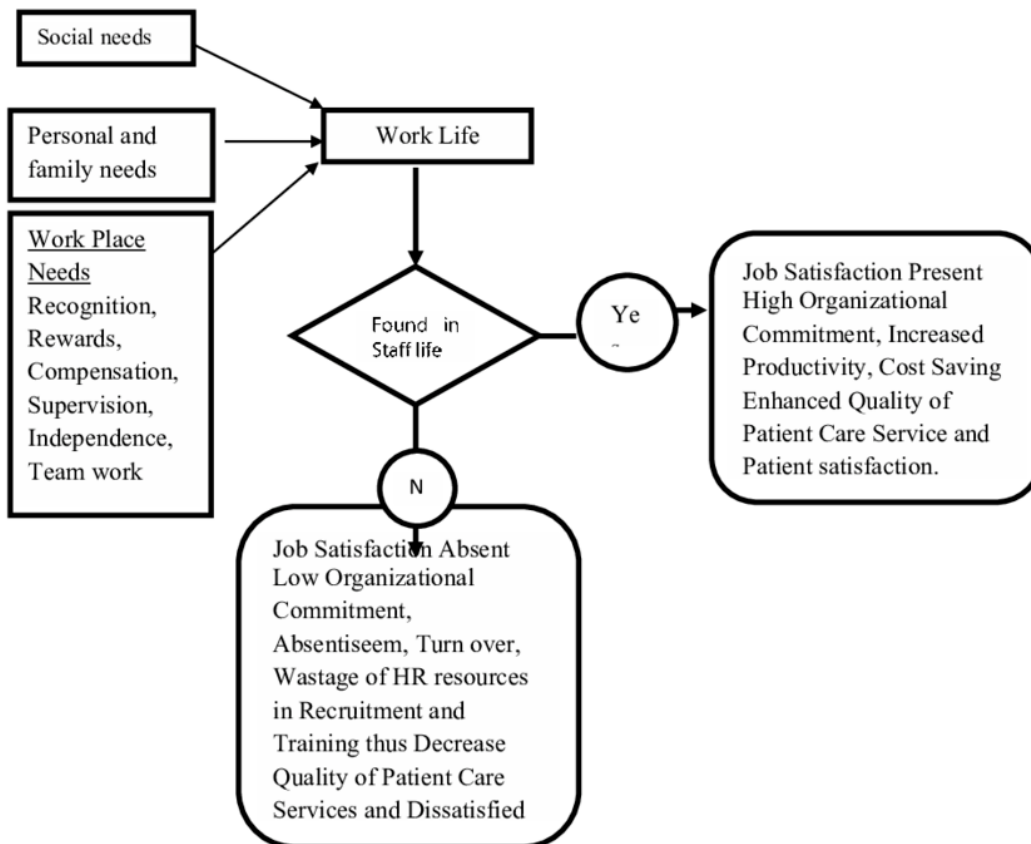 Social needs
Personal and
family needs
Work Place
Needs
Recognition,
Rewards,
Compensation,
Supervision,
Independence,
Team work
Work Life
Found in
Staff life
Ye
Job Satisfaction Present
High Organizational
Commitment, Increased
Productivity, Cost Saving
Enhanced Quality of
Patient Care Service and
Patient satisfaction.
N
Job Satisfaction Absent
Low Organizational
Commitment,
Absentiseem, Turn over,
Wastage of HR resources
in Recruitment and
Training thus Decrease
Quality of Patient Care
Services and Dissatisfied